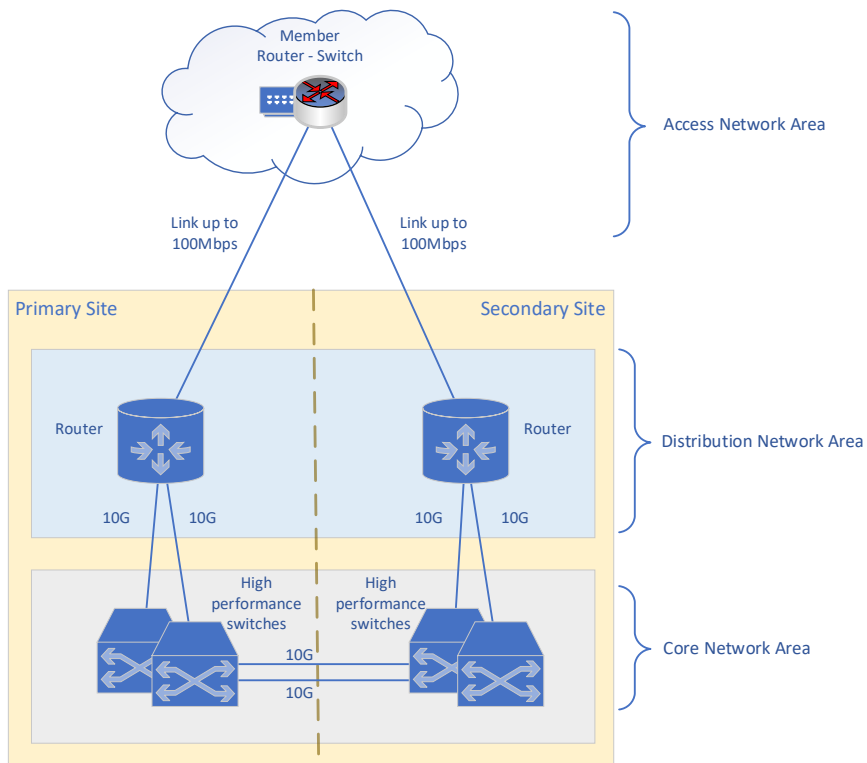 Member
Router - Switch
Access Network Area
Link up to
100Mbps
Link up to
100Mbps
Primary Site
Secondary Site
Router
Router
Distribution Network Area
10G
10G
10G
10G
High
performance
switches
High
performance
switches
Core Network Area
10G
10G